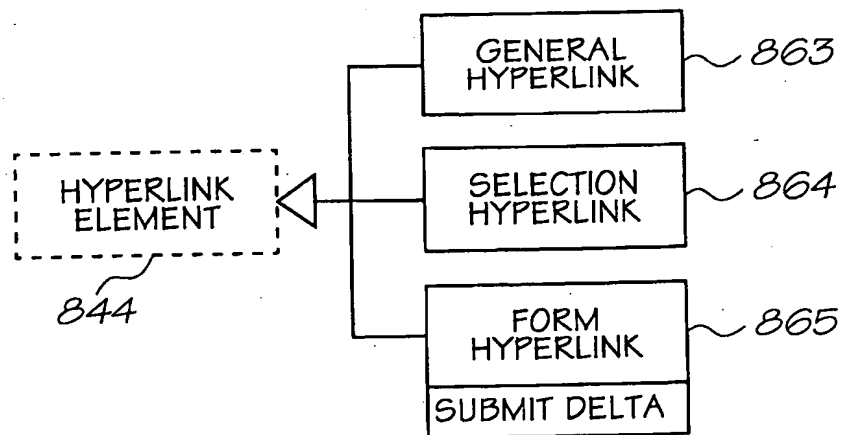 GENERAL
HYPERLINK
863
HYPERLINK
ELEMENT
844
SELECTION
HYPERLINK
864
FORM
HYPERLINK
865
SUBMIT DELTA